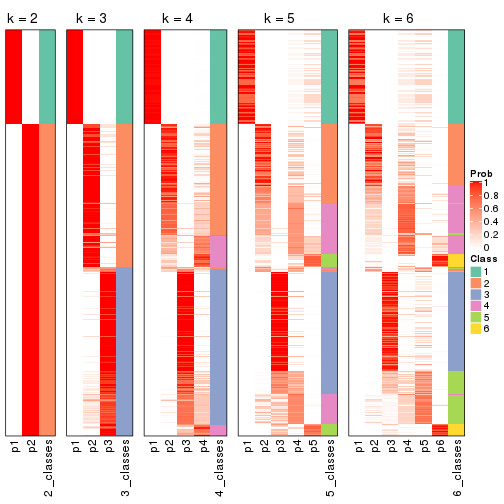 k = 2
k = 3
k = 4
k = 5
k = 6
p1
p2
2_classes
p1
p2
p3
3_classes
p1
p2
p3
p4
4_classes
p1
p2
p3
p4
p5
5_classes
p1
p2
p3
p4
p5
p6
6_classes
Prob
1
0.8
0.6
0.4
0.2
0
Class
1
2
3
4
5
6